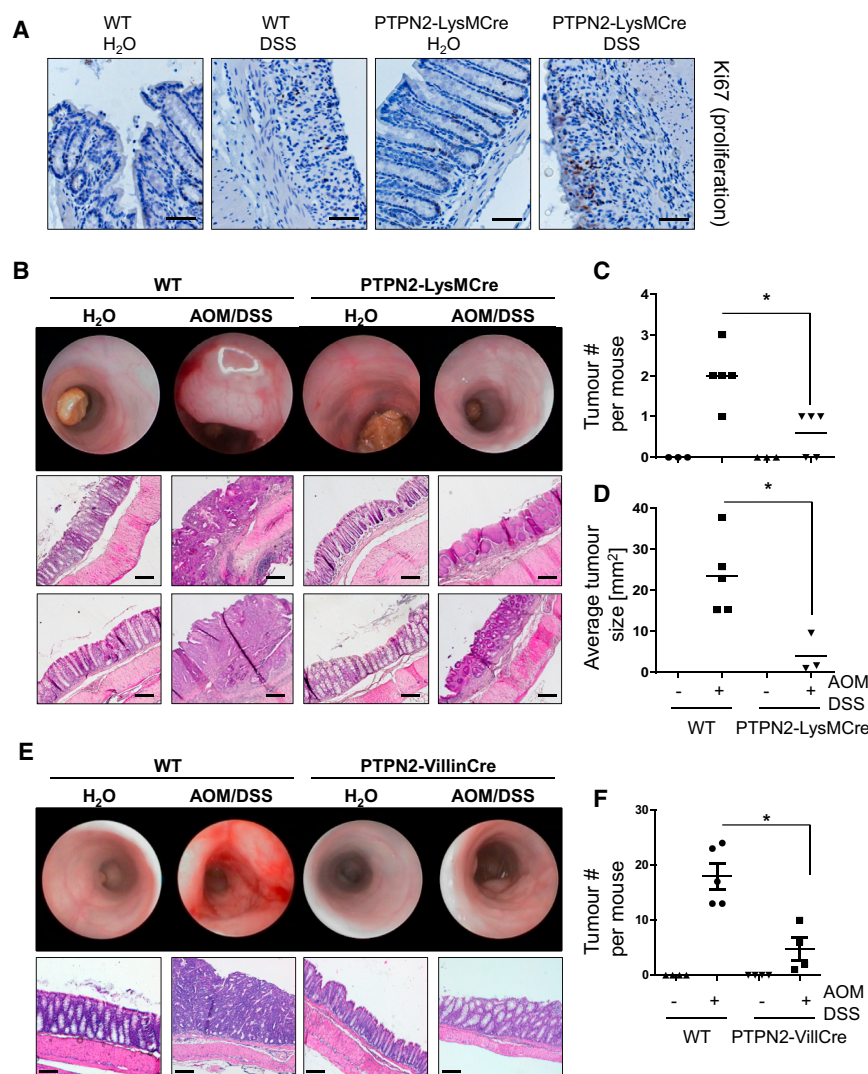 A
WT
H2O
WT
DSS
PTPN2-LysMCre
H2O
PTPN2-LysMCre
DSS
Ki67 (proliferation)
B
WT
PTPN2-LysMCre
H2O
AOM/DSS
H2O
AOM/DSS
C
Tumour #
per mouse
4
3
2
1
0
*
D
Average tumour
size [mm2]
40
30
20
10
0
*
- + - + AOM
DSS
WT PTPN2-LysMCre
E
WT
PTPN2-VillinCre
H2O
AOM/DSS
H2O
AOM/DSS
F
Tumour #
per mouse
30
20
10
0
*
- + - + AOM
DSS
WT PTPN2-VillCre